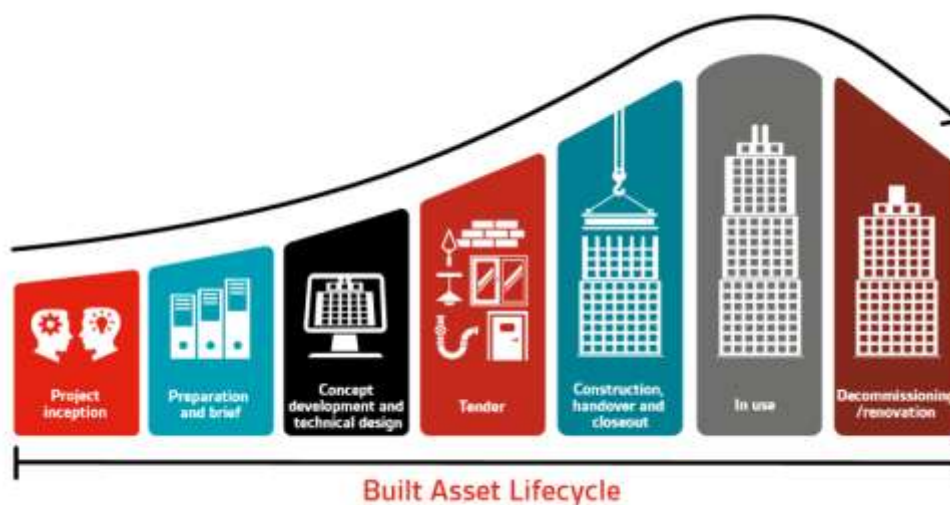 Project
inception
Preparation
and brief
Concept
development and
technical design
Tender
Construction,
handover and
closeout
In use
Decommissioning
/renovation
Built Asset Lifecycle